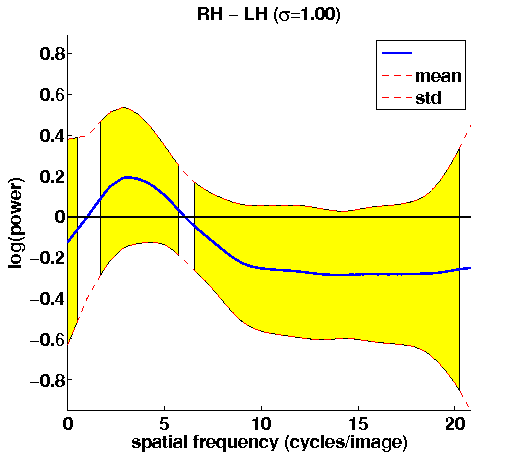 RH − LH (σ=1.00)
mean
std
0.8
0.6
0.4
0.2
0
−0.2
−0.4
−0.6
−0.8
log(power)
0 5 10 15 20
spatial frequency (cycles/image)